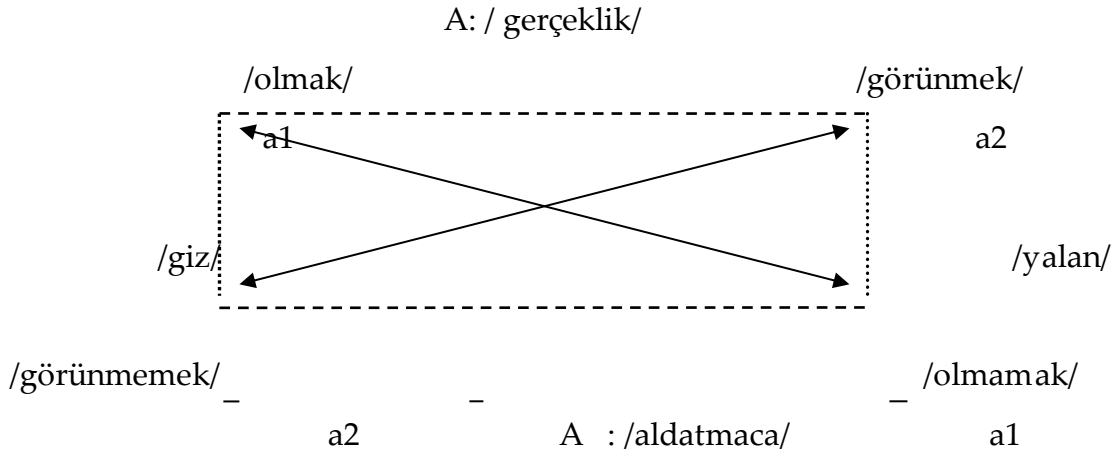 A: / gerçeklik/
/olmak/ /görünmek/
a1 a2
/giz/ /yalan/
/görünmemek/ _ _ _ /olmamak/
a2 A : /aldatmaca/ a1